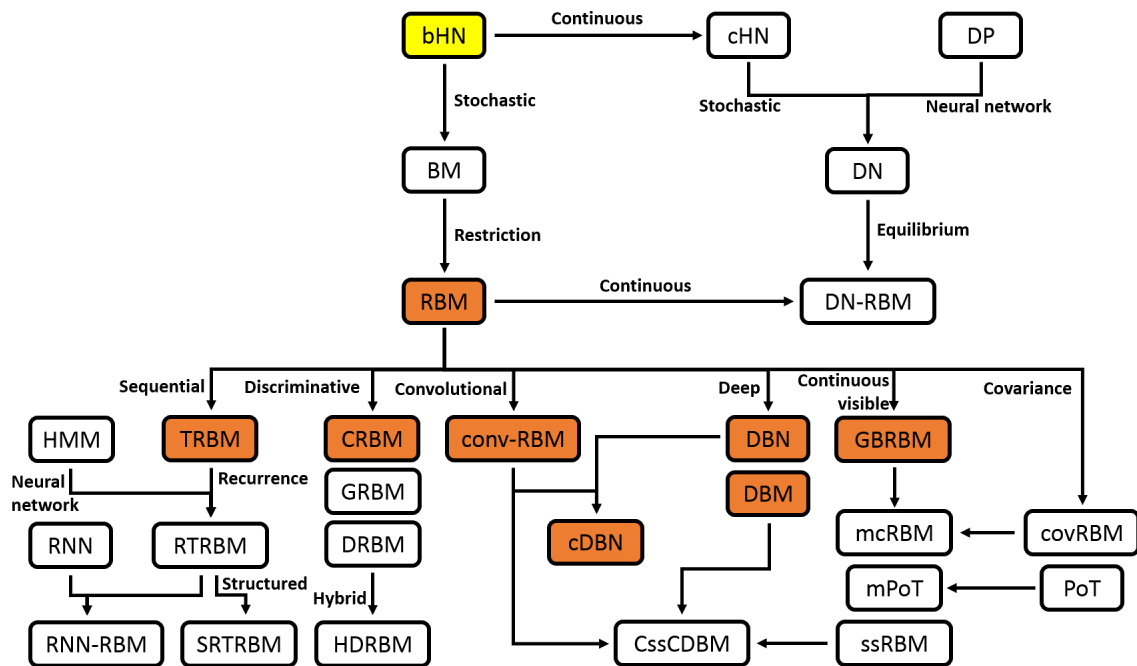 bHN
Continuous
cHN
DP
Stochastic
Stochastic
Neural network
BM
DN
Restriction
Equilibrium
RBM
Continuous
DN-RBM
Sequential
Discriminative
Convolutional
Deep
Continuous
visible
Covariance
HMM
TRBM
CRBM
conv-RBM
DBN
GBRBM
Neural
network
Recurrence
GRBM
DBM
RNN
RTRBM
DRBM
cDBN
mcRBM
covRBM
Structured
Hybrid
mPoT
PoT
RNN-RBM
SRTRBM
HDRBM
CssCDBM
ssRBM